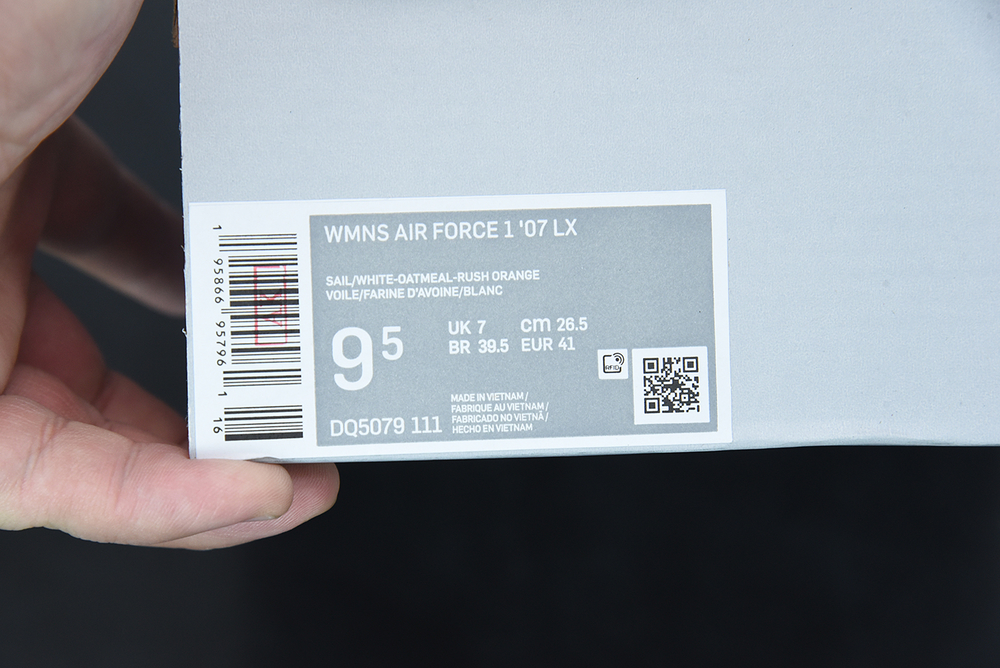 WMNS AIR FORCE 1 '07 LX
SAIL/WHITE-OATMEAL-RUSH ORANGE
VOILE/FARINE D'AVOINE/BLANC
9 5
UK 7 cm 26.5
BR 39.5 EUR 41
RFID
DQ5079 111
MADE IN VIETNAM /
FABRIQUE AU VIETNAM /
FABRICADO NO VIETNÃ /
HECHO EN VIETNAM
1 95866 95796 1
16